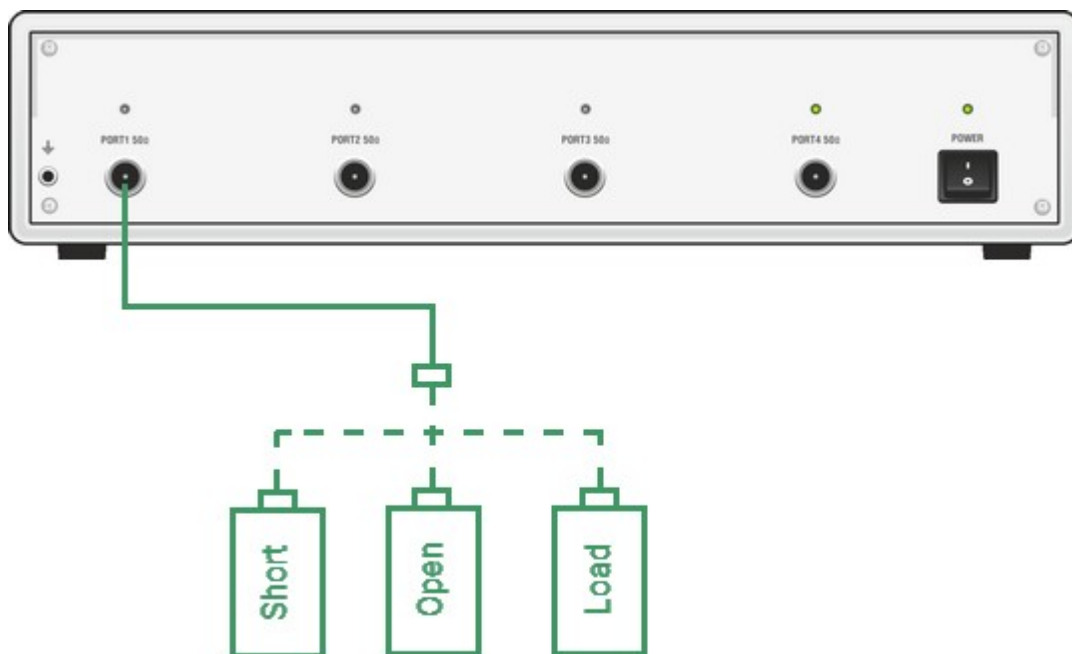 PORT1 50Ω
PORT2 50Ω
PORT3 50Ω
PORT4 50Ω
POWER
Short
Open
Load